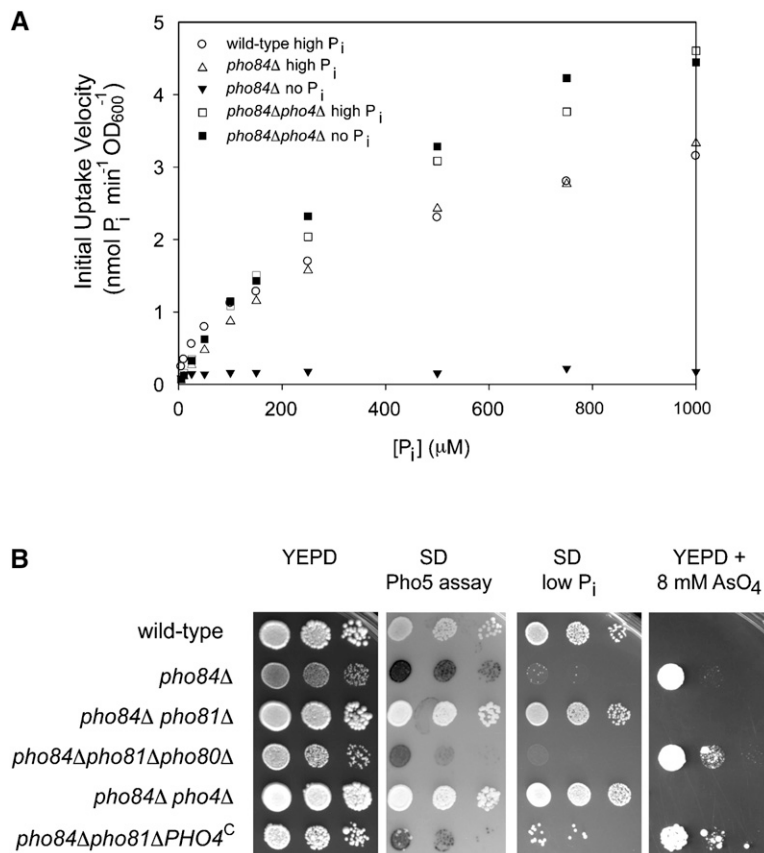 A
5
4
3
2
1
0
Initial Uptake Velocity
(nmol Pi min-1 OD600-1)
wild-type high Pi
pho84Δ high Pi
pho84Δ no Pi
pho84Δpho4Δ high Pi
pho84Δpho4Δ no Pi
0 200 400 600 800 1000
[Pi] (μM)
B
YEPD
SD
Pho5 assay
SD
low Pi
YEPD +
8 mM AsO4
wild-type
pho84Δ
pho84Δ pho81Δ
pho84Δpho81Δpho80Δ
pho84Δ pho4Δ
pho84Δpho81ΔPHO4C